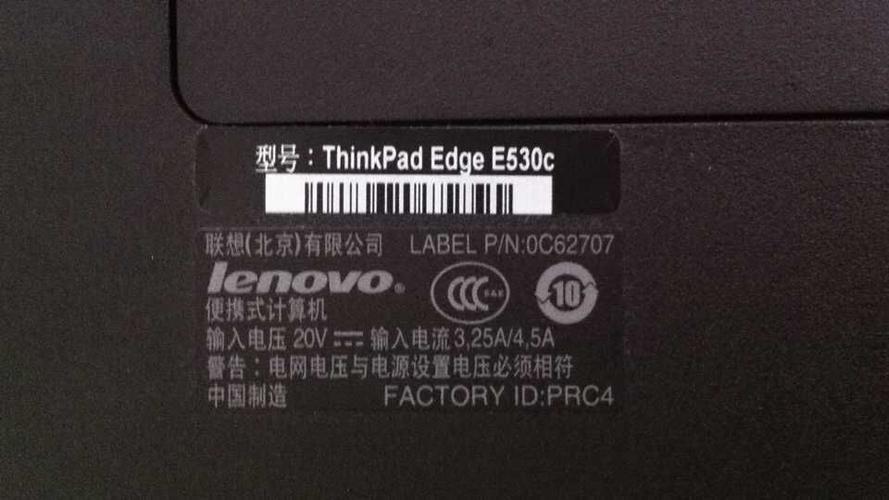 型号：ThinkPad Edge E530c
联想(北京)有限公司 LABEL P/N:0C62707
lenovo
便携式计算机
输入电压 20V 输入电流 3,25A/4,5A
警告：电网电压与电源设置电压必须相符
中国制造 FACTORY ID:PRC4
10